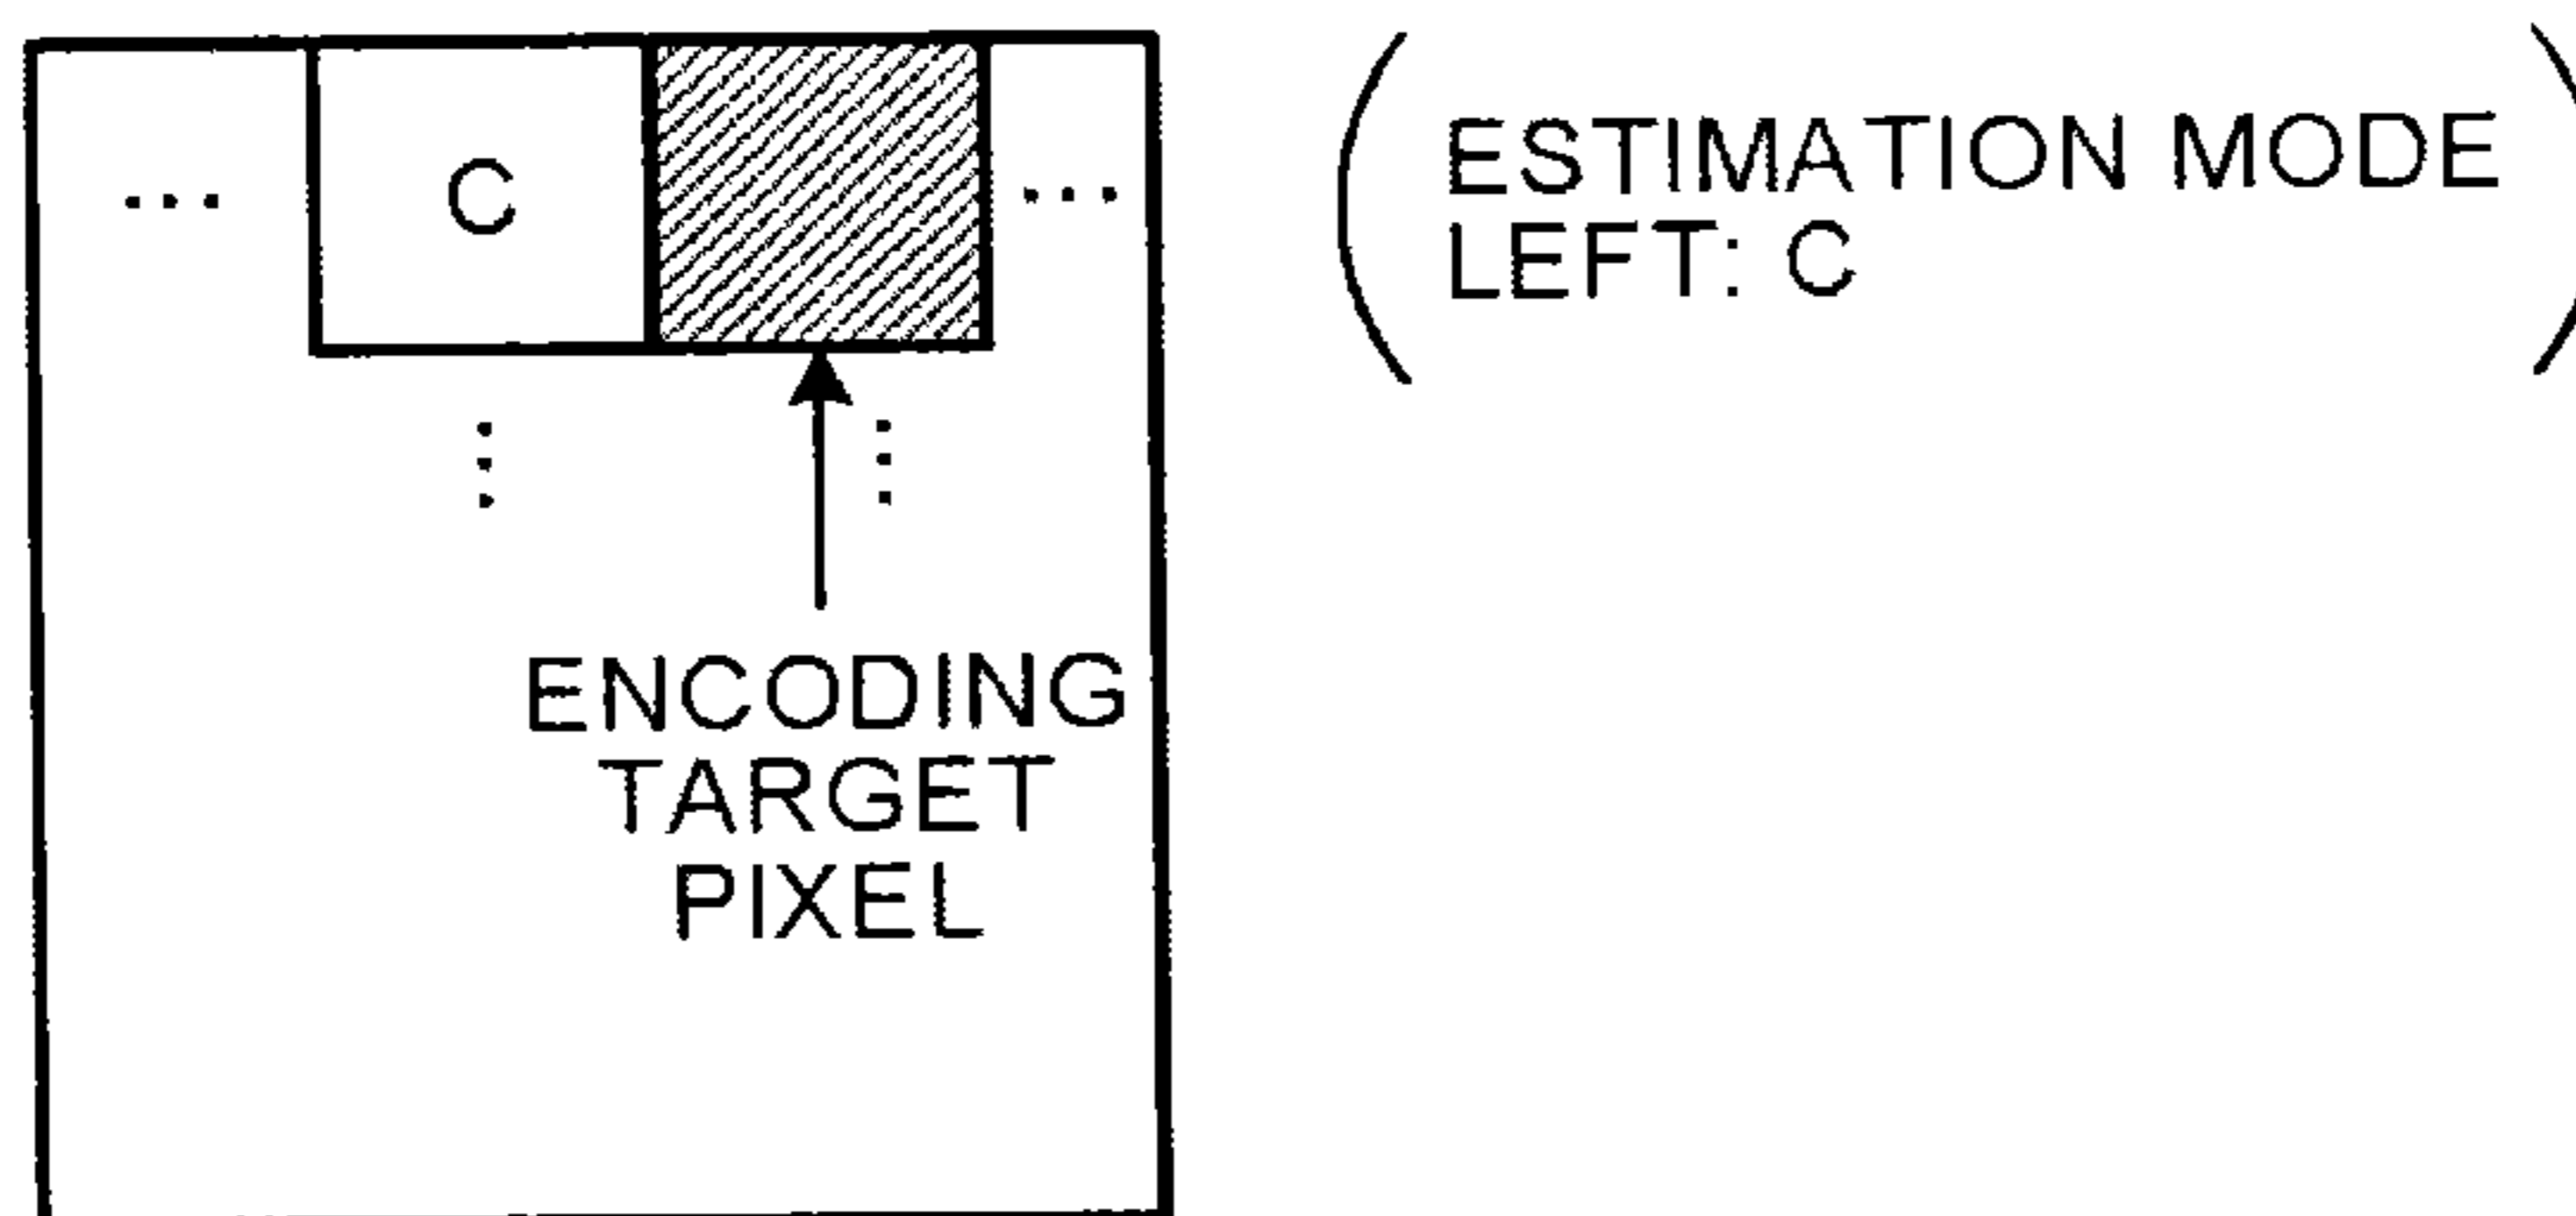 ... C ...
ESTIMATION MODE
LEFT: C
ENCODING
TARGET
PIXEL